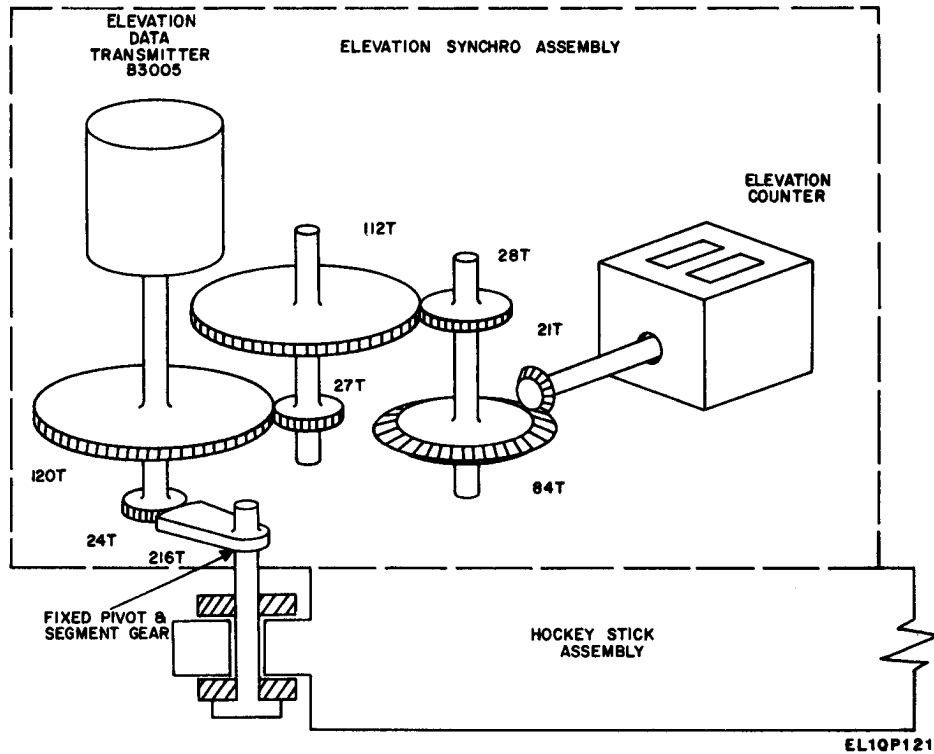 ELEVATION
DATA
TRANSMITTER
B3005
ELEVATION SYNCHRO ASSEMBLY
ELEVATION
COUNTER
112T
28T
21T
27T
120T
84T
24T
216T
FIXED PIVOT &
SEGMENT GEAR
HOCKEY STICK
ASSEMBLY
EL1QP121